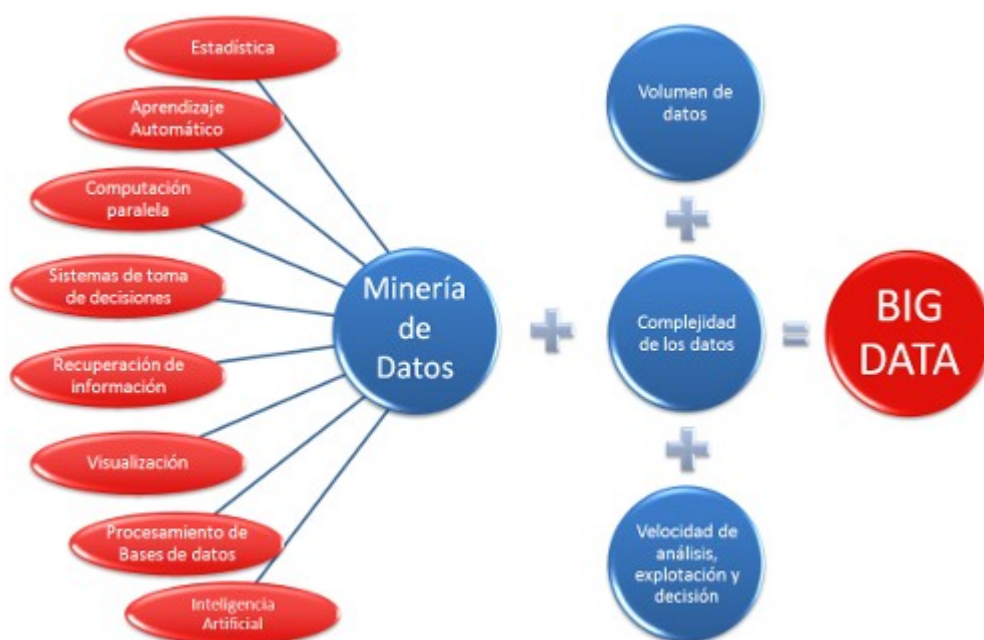 Estadística
Aprendizaje
Automático
Computación
paralela
Sistemas de toma
de decisiones
Recuperación de
información
Visualización
Procesamiento de
Bases de datos
Inteligencia
Artificial
Minería
de
Datos
+
Volumen de
datos
+
Complejidad
de los datos
+
Velocidad de
análisis,
explotación y
decisión
=
BIG
DATA